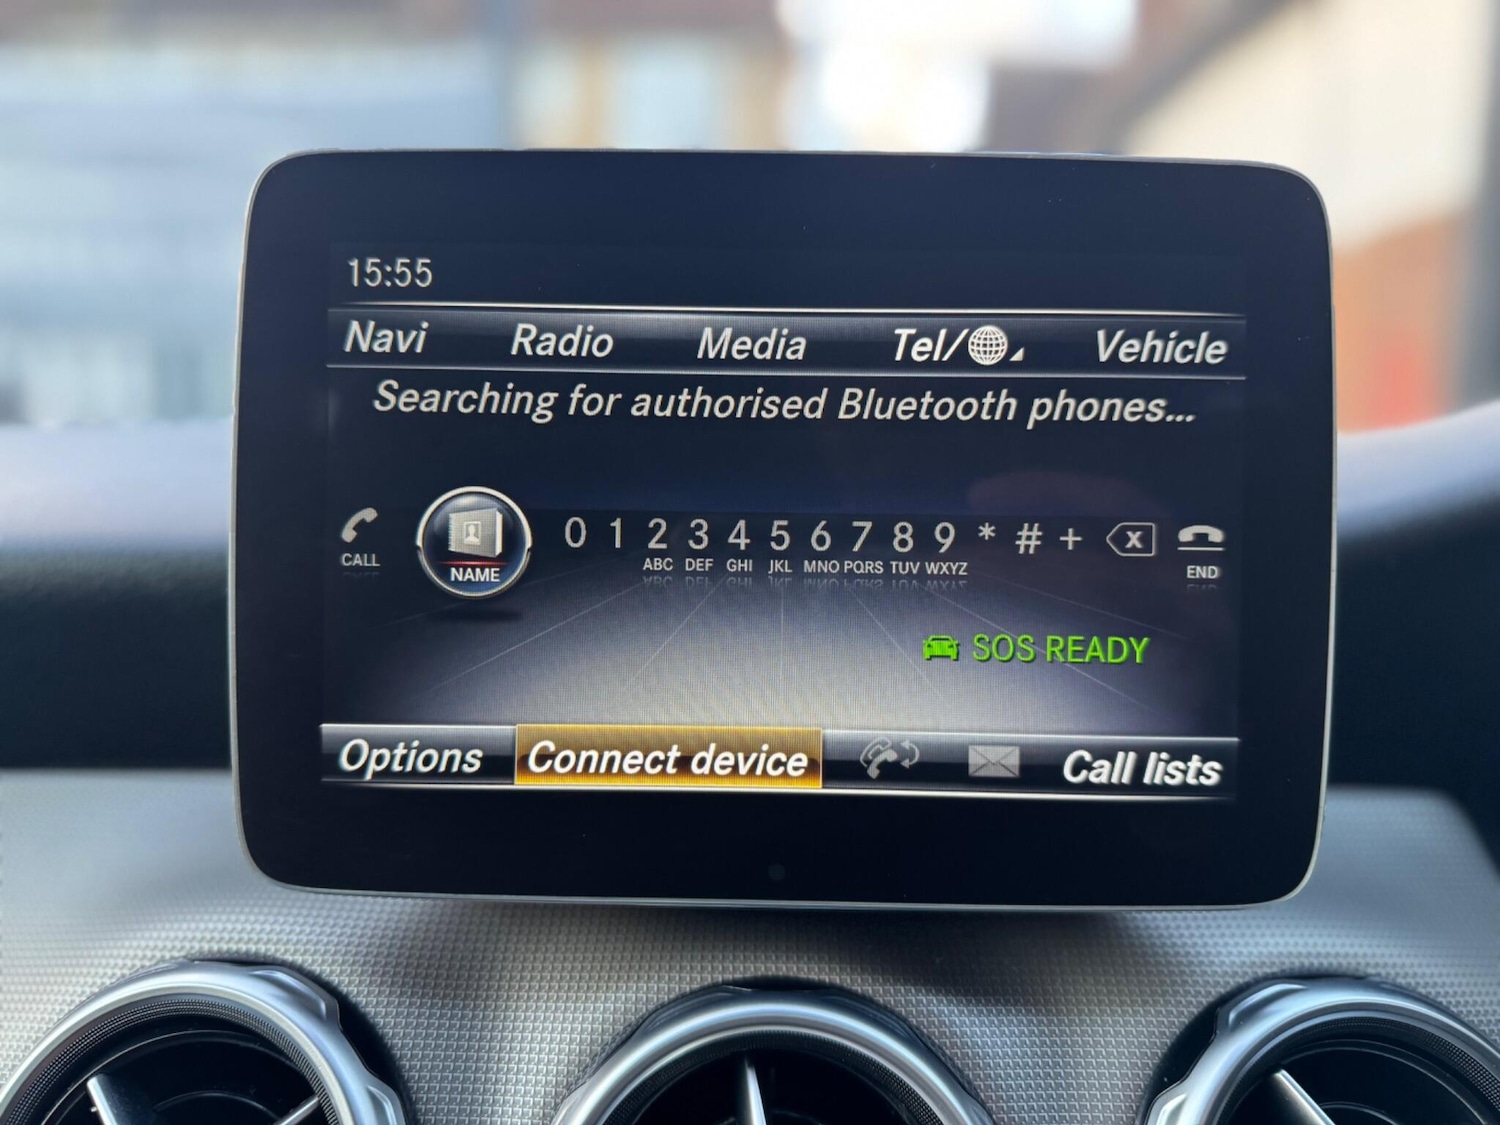 15:55
Navi Radio Media Tel/ Vehicle
Searching for authorised Bluetooth phones...
0 1 2 3 4 5 6 7 8 9 * # + X
CALL NAME ABC DEF GHI JKL MNO PQRS TUV WXYZ END
SOS READY
Options Connect device Call lists